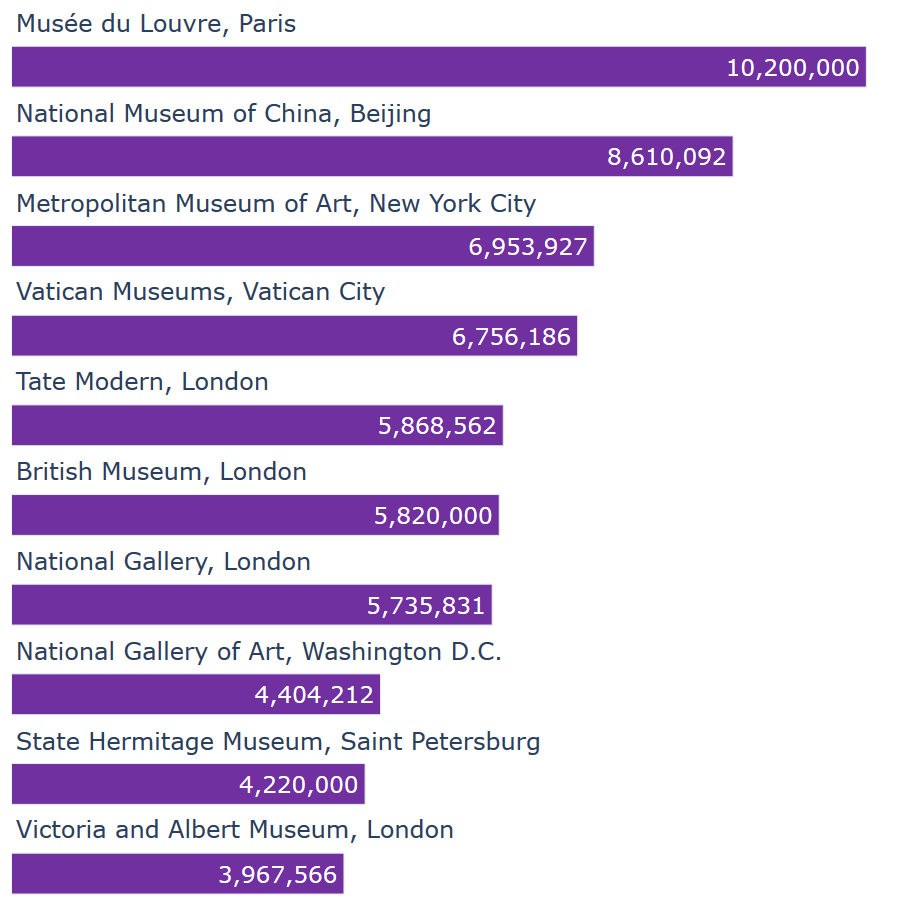 Musée du Louvre, Paris
10,200,000
National Museum of China, Beijing
8,610,092
Metropolitan Museum of Art, New York City
6,953,927
Vatican Museums, Vatican City
6,756,186
Tate Modern, London
5,868,562
British Museum, London
5,820,000
National Gallery, London
5,735,831
National Gallery of Art, Washington D.C.
4,404,212
State Hermitage Museum, Saint Petersburg
4,220,000
Victoria and Albert Museum, London
3,967,566